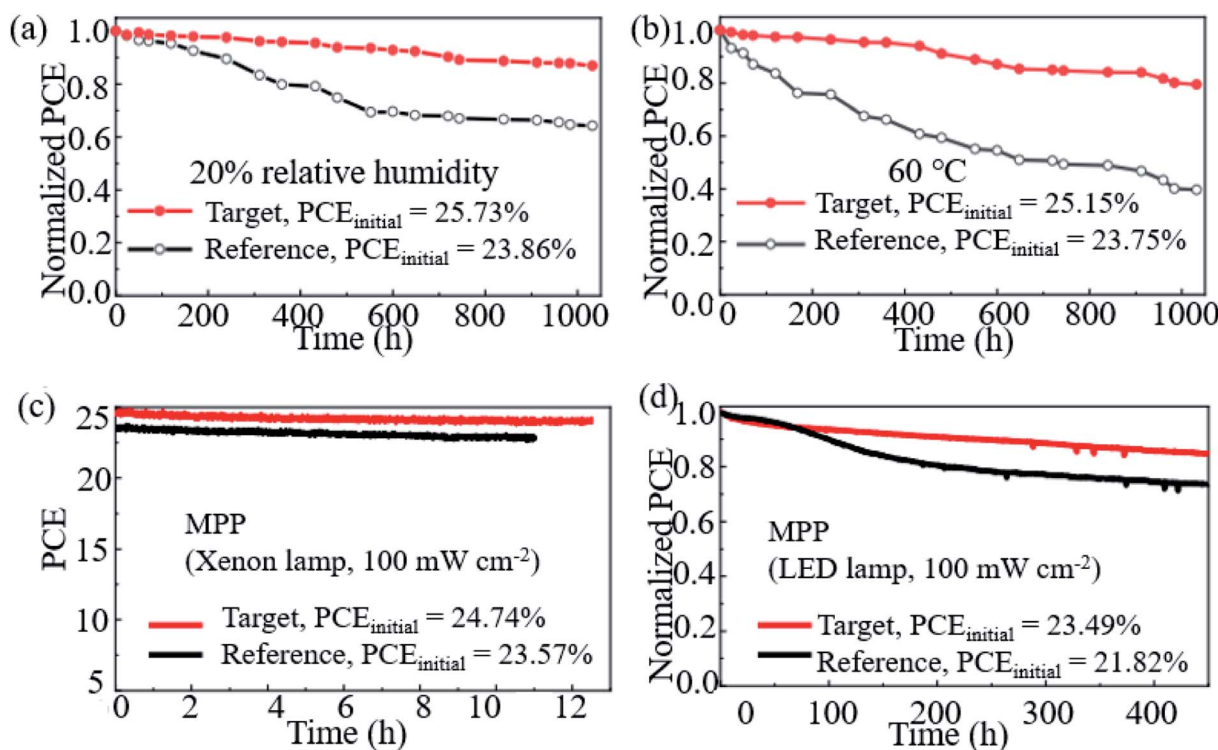 (a)
1.0
0.8
0.6
0.4
0.2
0.0
Normalized PCE
20% relative humidity
Target, PCEinitial = 25.73%
Reference, PCEinitial = 23.86%
0 200 400 600 800 1000
Time (h)
(b)
1.0
0.8
0.6
0.4
0.2
0.0
Normalized PCE
60 °C
Target, PCEinitial = 25.15%
Reference, PCEinitial = 23.75%
0 200 400 600 800 1000
Time (h)
(c)
25
20
25
15
10
5
PCE
MPP
(Xenon lamp, 100 mW cm-2)
Target, PCEinitial = 24.74%
Reference, PCEinitial = 23.57%
0 2 4 6 8 10 12
Time (h)
(d)
1.0
0.8
0.6
0.4
0.2
0.0
Normalized PCE
MPP
(LED lamp, 100 mW cm-2)
Target, PCEinitial = 23.49%
Reference, PCEinitial = 21.82%
0 100 200 300 400
Time (h)